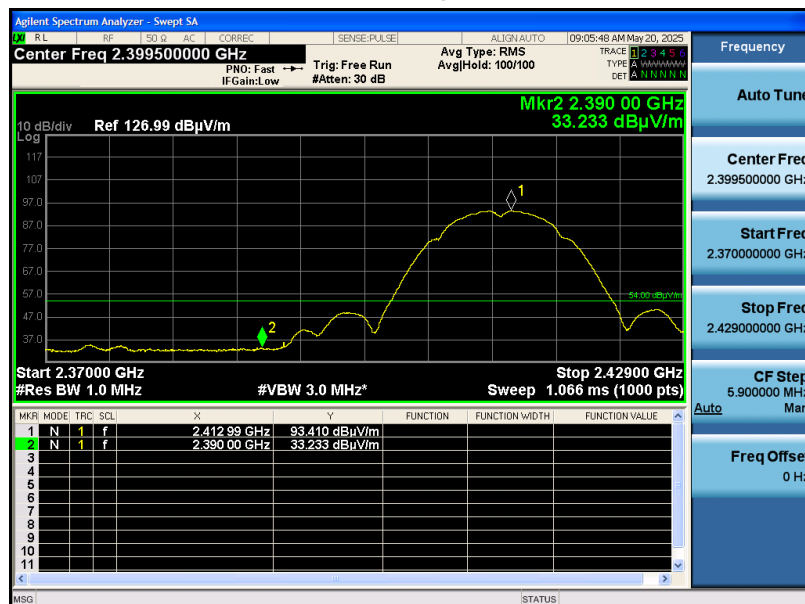 Agilent Spectrum Analyzer - Swept SA
LXI RL RF 50 Ω AC CORREC SENSE:PULSE ALIGN AUTO 09:05:48 AM May 20, 2025
Center Freq 2.399500000 GHz
PNO: Fast
IFGain:Low
Trig: Free Run
#Atten: 30 dB
Avg Type: RMS
Avg|Hold: 100/100
TRACE 1 2 3 4 5 6
TYPE A WWWWW
DET A N N N N N
Mkr2 2.390 00 GHz
33.233 dBµV/m
10 dB/div Ref 126.99 dBµV/m
Log
117
107
97.0
87.0
77.0
67.0
57.0
47.0
37.0
1
2
54.00 dBµV/m
Start 2.37000 GHz Stop 2.42900 GHz
#Res BW 1.0 MHz #VBW 3.0 MHz* Sweep 1.066 ms (1000 pts)
MKR MODE TRC SCL X Y FUNCTION FUNCTION WIDTH FUNCTION VALUE
1 N 1 f 2.412 99 GHz 93.410 dBµV/m
2 N 1 f 2.390 00 GHz 33.233 dBµV/m
3
4
5
6
7
8
9
10
11
MSG STATUS
Frequency
Auto Tune
Center Freq
2.399500000 GHz
Start Freq
2.370000000 GHz
Stop Freq
2.429000000 GHz
CF Step
5.900000 MHz
Auto Man
Freq Offset
0 Hz